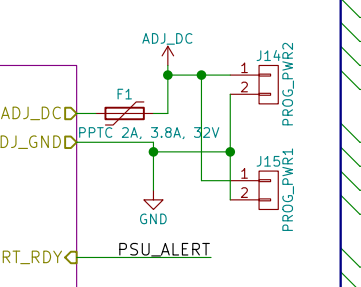 ADJ_DC
J14
1
2
PROG_PWR2
F1
ADJ_DC
PPTC 2A, 3.8A, 32V
DJ_GND
J15
1
2
PROG_PWR1
GND
PSU_ALERT
RT_RDY